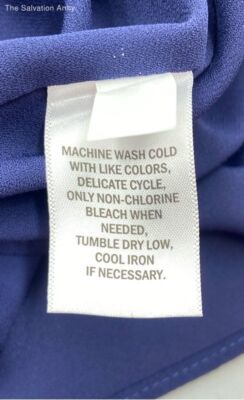 The Salvation Army
MACHINE WASH COLD
WITH LIKE COLORS,
DELICATE CYCLE,
ONLY NON-CHLORINE
BLEACH WHEN
NEEDED,
TUMBLE DRY LOW,
COOL IRON
IF NECESSARY.